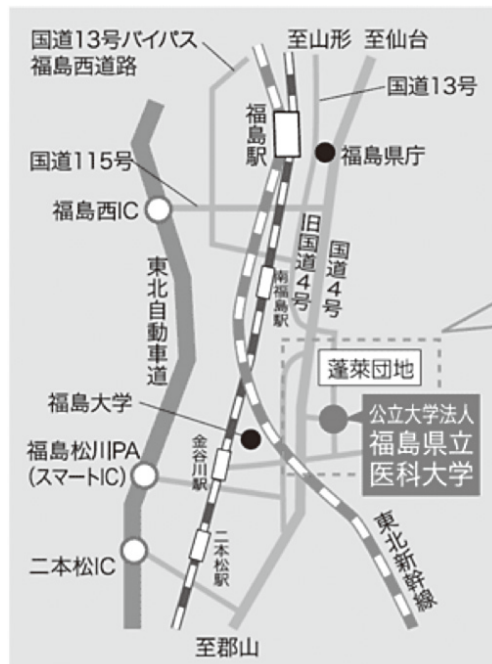 国道13号バイパス
福島西道路
至山形
至仙台
国道13号
福島駅
福島県庁
国道115号
福島西IC
旧国道4号
国道4号
南福島駅
東北自動車道
蓬萊団地
福島大学
公立大学法人
福島県立
医科大学
福島松川PA
(スマートIC)
金谷川駅
二本松IC
二本松駅
東北新幹線
至郡山